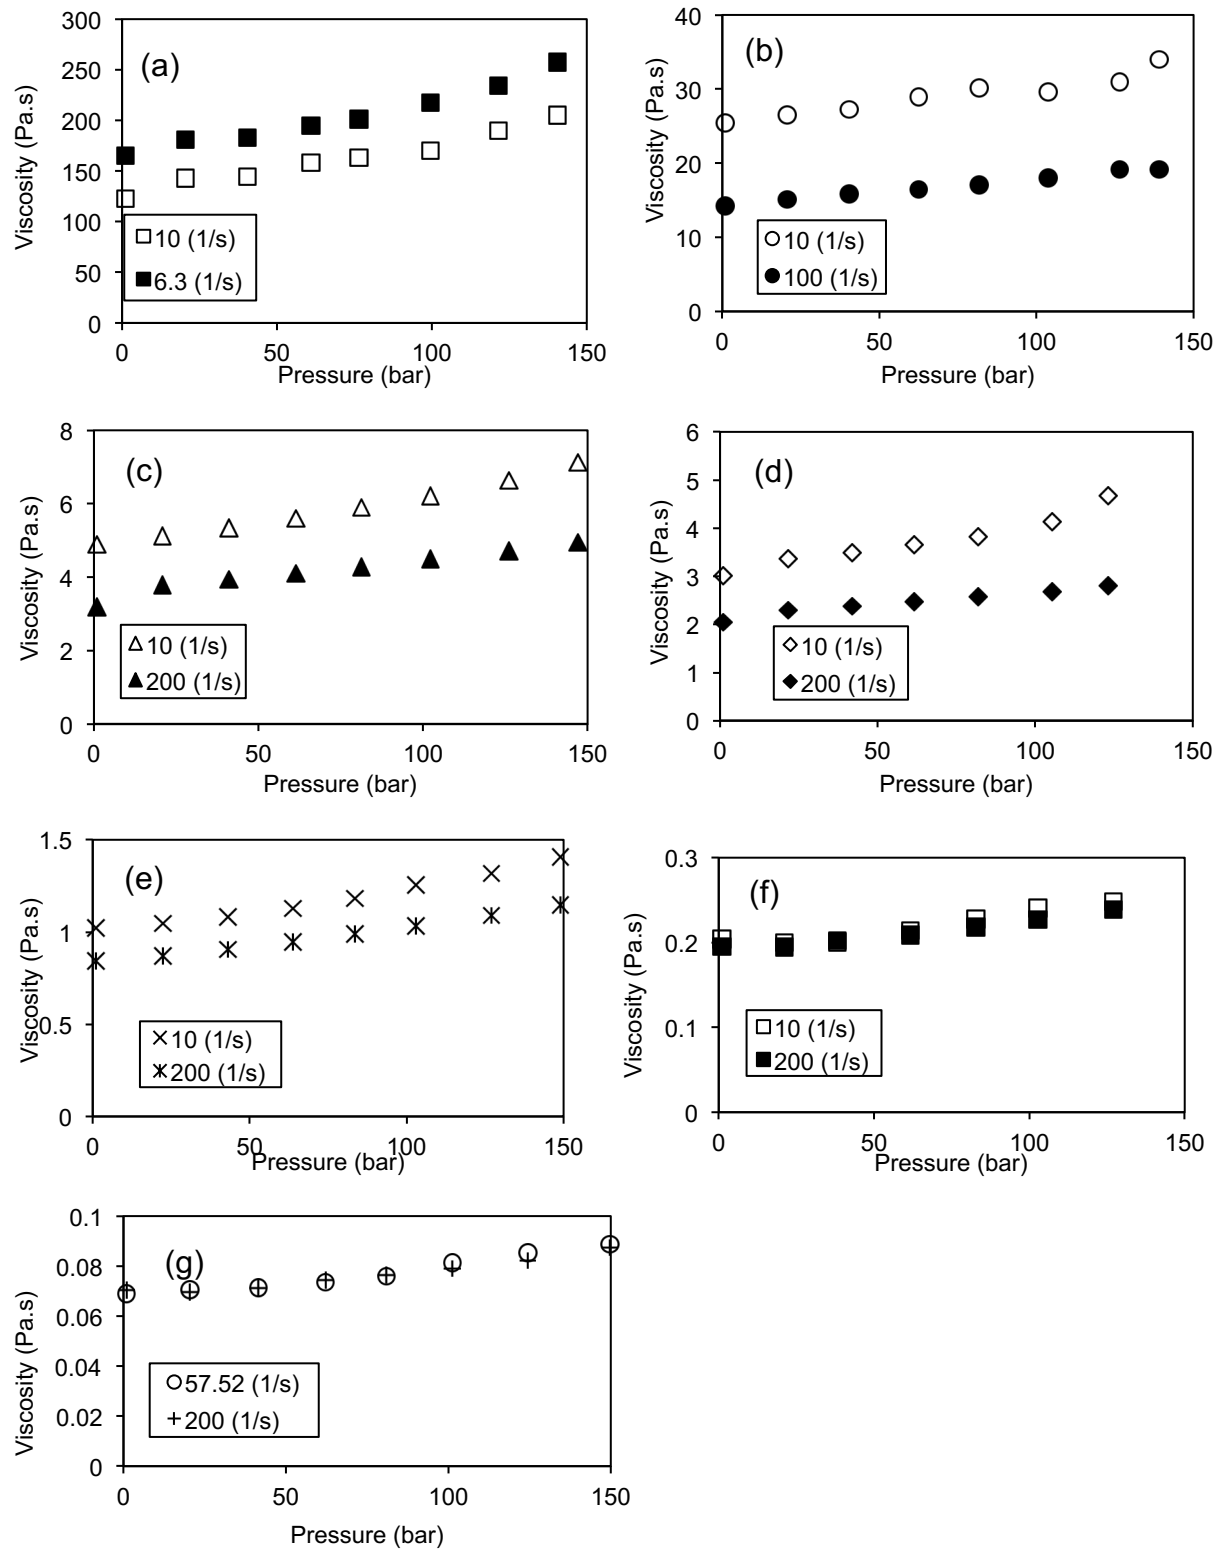 (a)
Viscosity (Pa.s)
300
250
200
150
100
50
0
10 (1/s)
6.3 (1/s)
0 50 100 150
Pressure (bar)
(b)
Viscosity (Pa.s)
40
30
20
10
0
10 (1/s)
100 (1/s)
0 50 100 150
Pressure (bar)
(c)
Viscosity (Pa.s)
8
6
4
2
0
10 (1/s)
200 (1/s)
0 50 100 150
Pressure (bar)
(d)
Viscosity (Pa.s)
6
5
4
3
2
1
0
10 (1/s)
200 (1/s)
0 50 100 150
Pressure (bar)
(e)
Viscosity (Pa.s)
1.5
1
0.5
0
10 (1/s)
200 (1/s)
0 50 100 150
Pressure (bar)
(f)
Viscosity (Pa.s)
0.3
0.2
0.1
0
10 (1/s)
200 (1/s)
0 50 100 150
Pressure (bar)
(g)
Viscosity (Pa.s)
0.1
0.08
0.06
0.04
0.02
0
57.52 (1/s)
200 (1/s)
0 50 100 150
Pressure (bar)